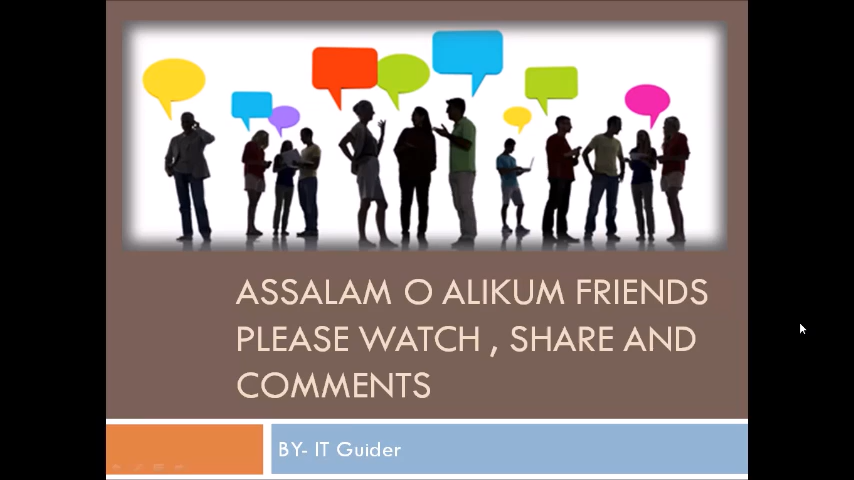 ASSALAM O ALIKUM FRIENDS
PLEASE WATCH , SHARE AND
COMMENTS
BY- IT Guider